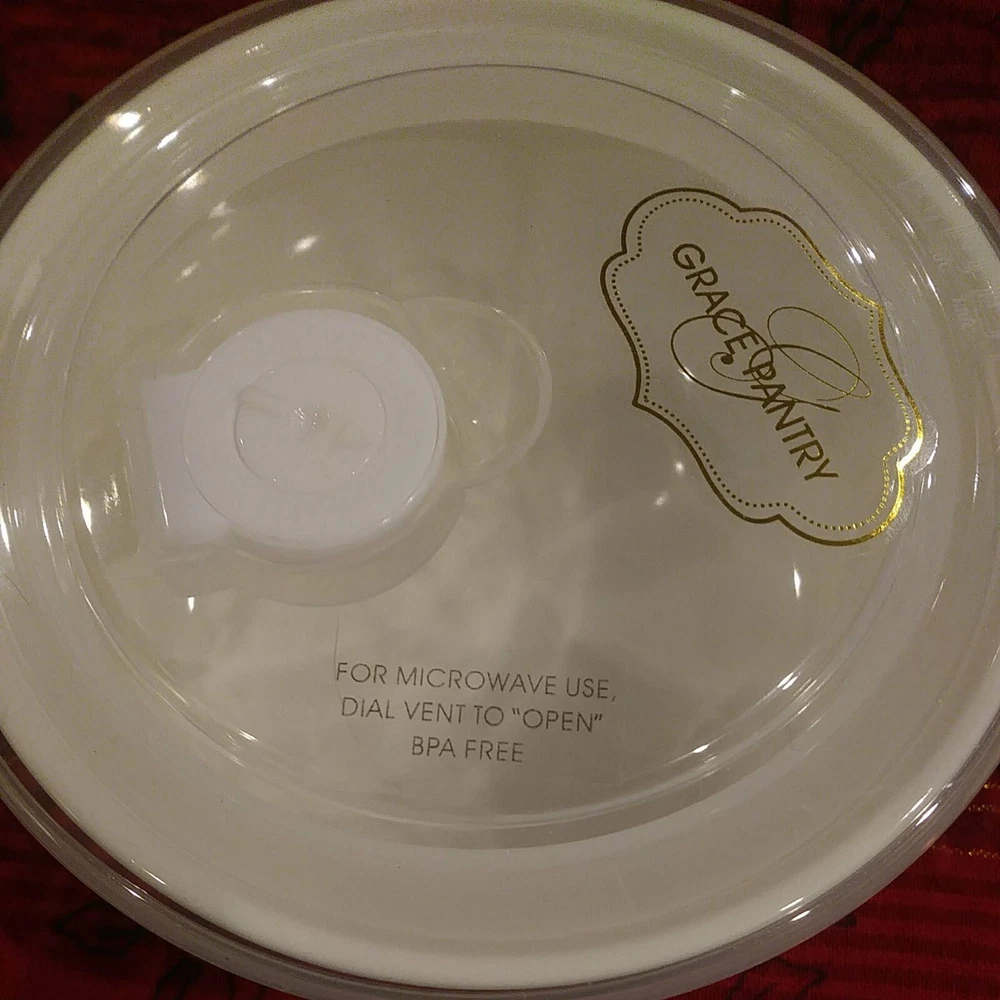 GRACE PANTRY
G
FOR MICROWAVE USE,
DIAL VENT TO "OPEN"
BPA FREE